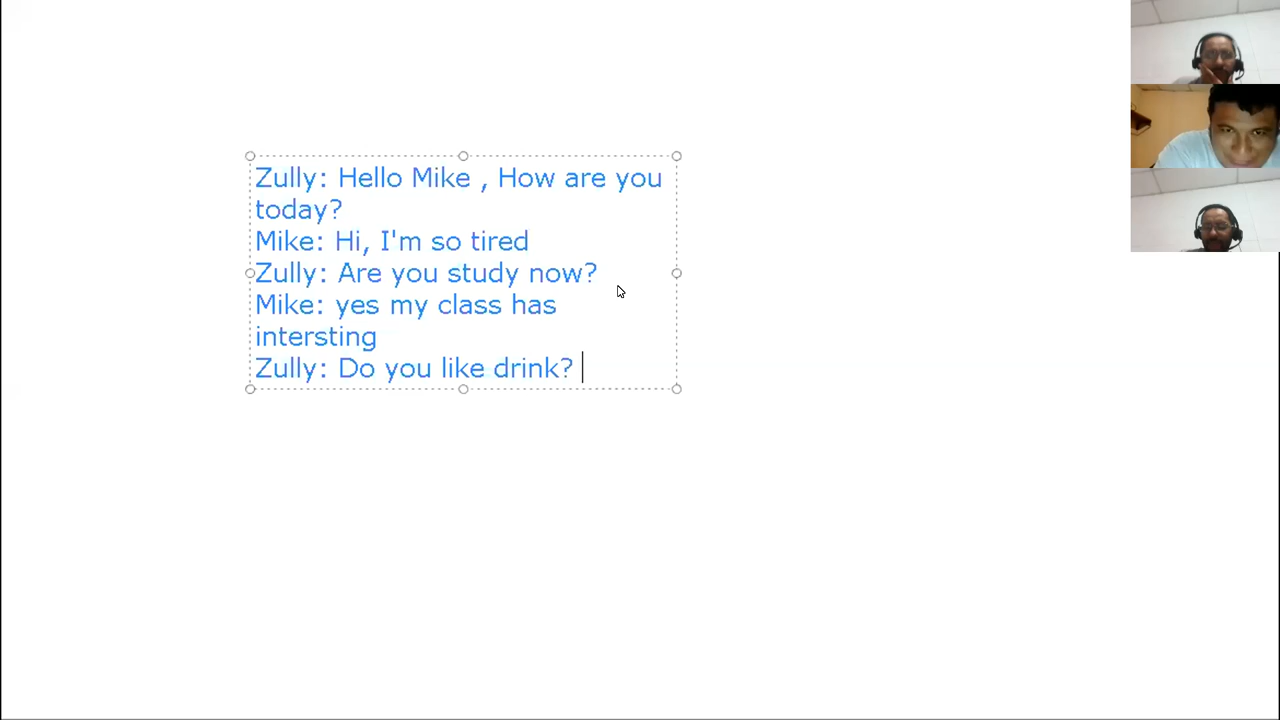 Zully: Hello Mike , How are you
today?
Mike: Hi, I'm so tired
Zully: Are you study now?
Mike: yes my class has
intersting
Zully: Do you like drink?